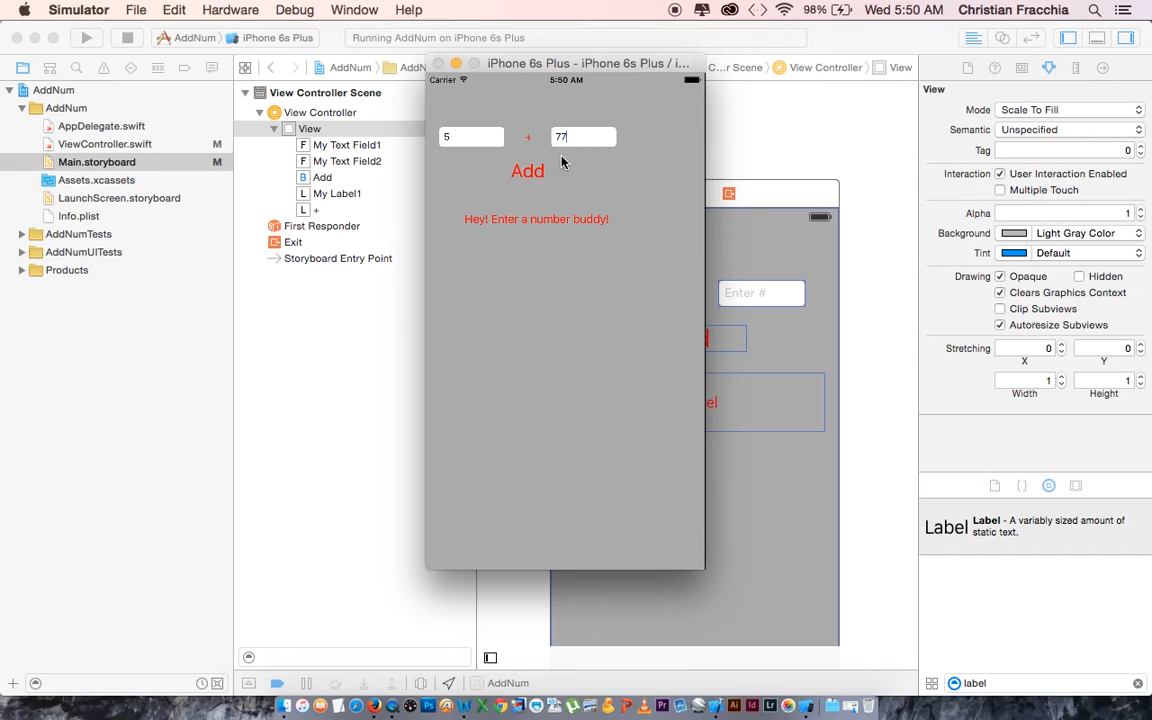 Simulator File Edit Hardware Debug Window Help 98% Wed 5:50 AM Christian Fracchia
AddNum iPhone 6s Plus Running AddNum on iPhone 6s Plus
iPhone 6s Plus - iPhone 6s Plus / i...
AddNum AddN C...r Scene View Controller View
Carrier 5:50 AM
AddNum
AddNum
AppDelegate.swift
ViewController.swift M
Main.storyboard M
Assets.xcassets
LaunchScreen.storyboard
Info.plist
AddNumTests
AddNumUITests
Products
View Controller Scene
View Controller
View
F My Text Field1
F My Text Field2
B Add
L My Label1
L +
First Responder
Exit
Storyboard Entry Point
5 + 77
Add
Hey! Enter a number buddy!
Enter #
el
View
Mode Scale To Fill
Semantic Unspecified
Tag 0
Interaction User Interaction Enabled
Multiple Touch
Alpha 1
Background Light Gray Color
Tint Default
Drawing Opaque Hidden
Clears Graphics Context
Clip Subviews
Autoresize Subviews
Stretching 0 0
X Y
1 1
Width Height
Label Label - A variably sized amount of
static text.
AddNum
label